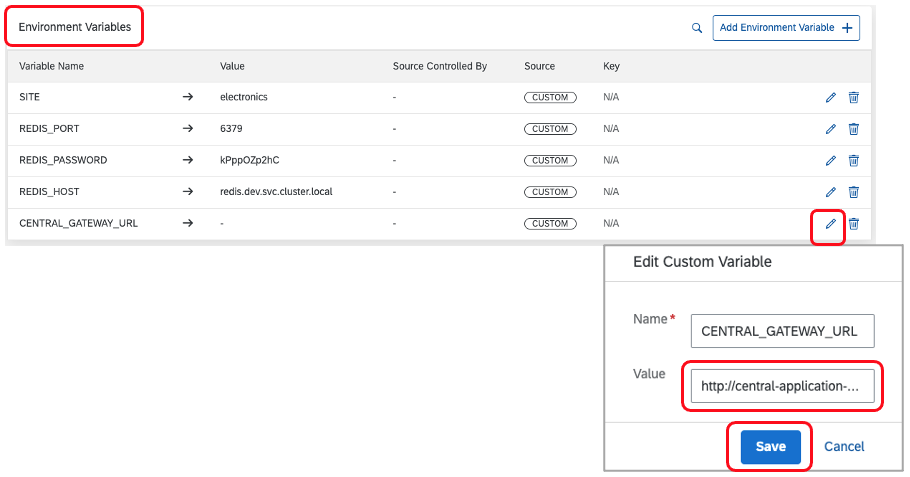 Environment Variables
Add Environment Variable
Variable Name Value Source Controlled By Source Key
SITE electronics - CUSTOM N/A
REDIS_PORT 6379 - CUSTOM N/A
REDIS_PASSWORD kPppOZp2hC - CUSTOM N/A
REDIS_HOST redis.dev.svc.cluster.local - CUSTOM N/A
CENTRAL_GATEWAY_URL - - CUSTOM N/A
Edit Custom Variable
Name* CENTRAL_GATEWAY_URL
Value http://central-application-...
Save Cancel